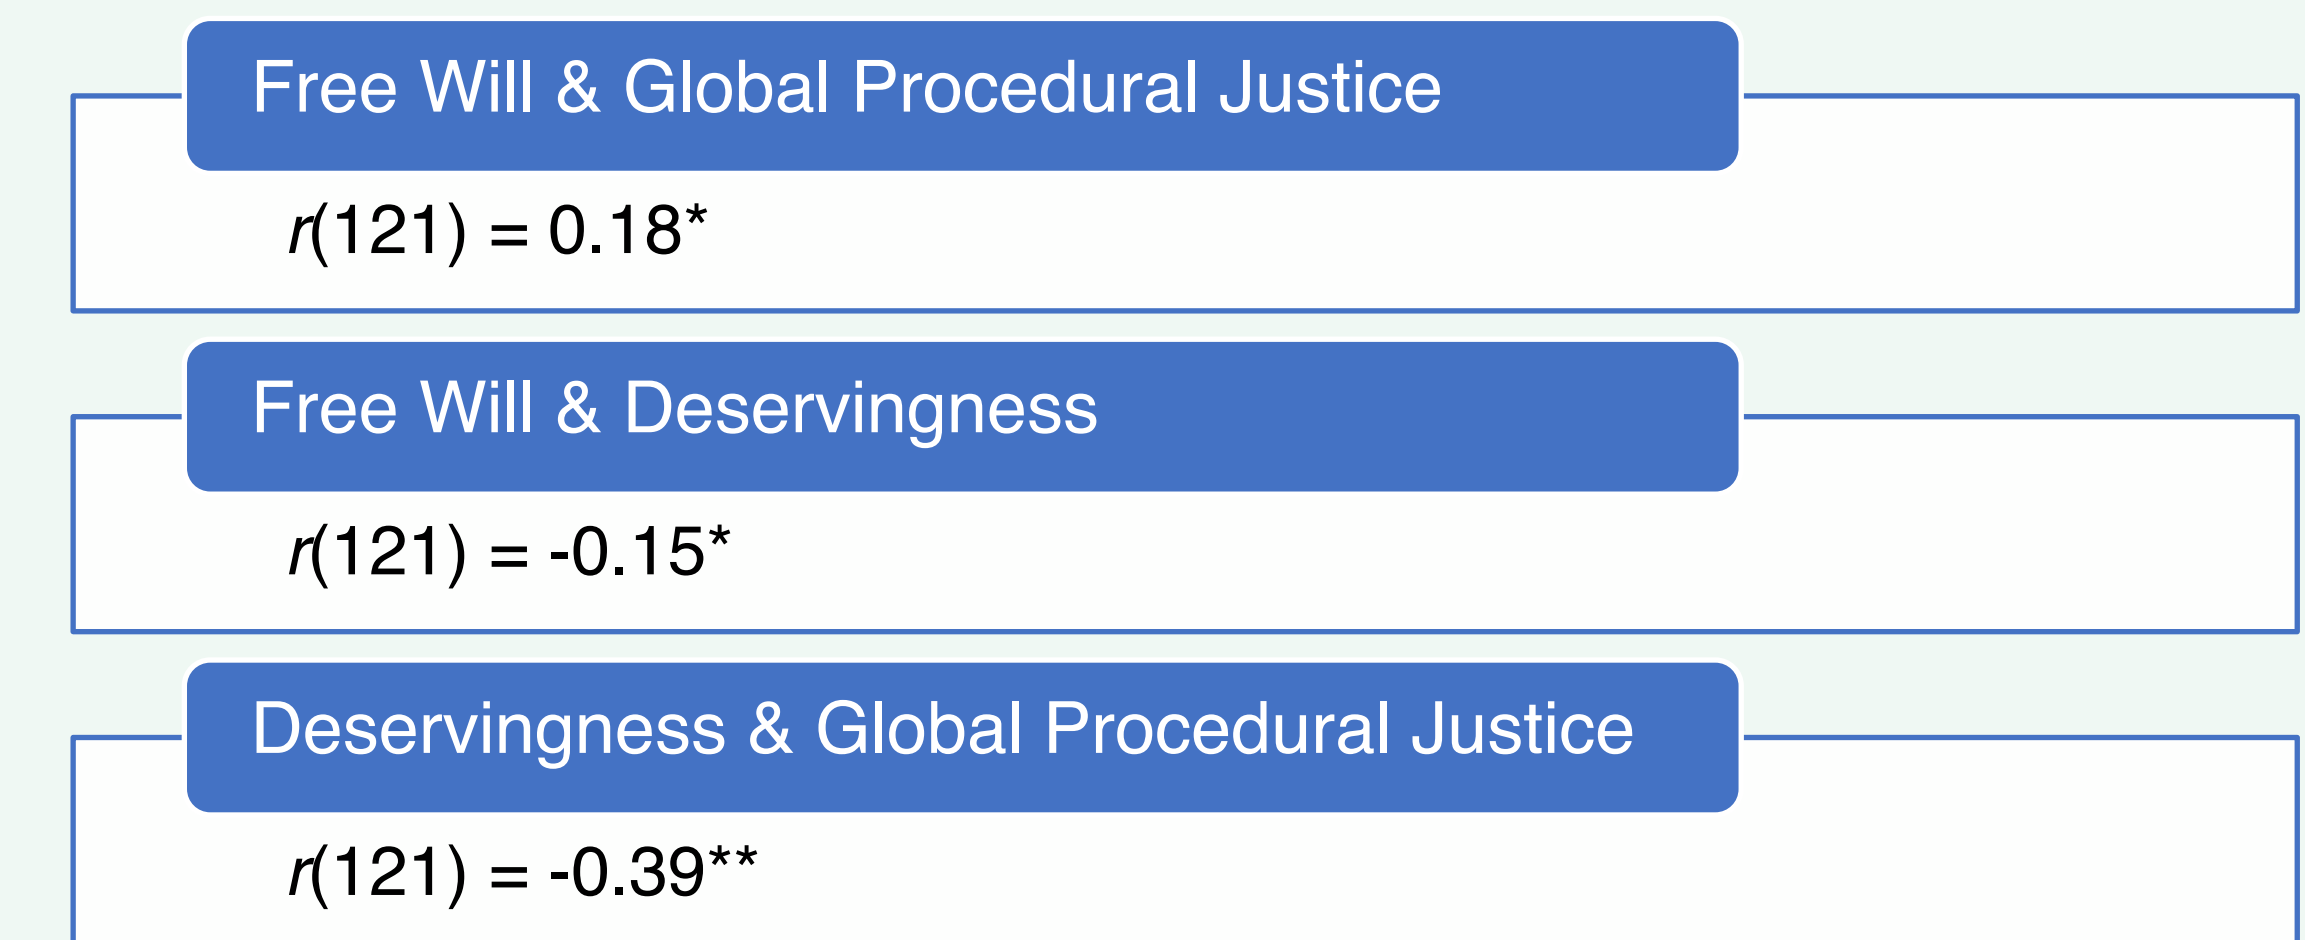 Free Will & Global Procedural Justice
r(121) = 0.18*
Free Will & Deservingness
r(121) = -0.15*
Deservingness & Global Procedural Justice
r(121) = -0.39**